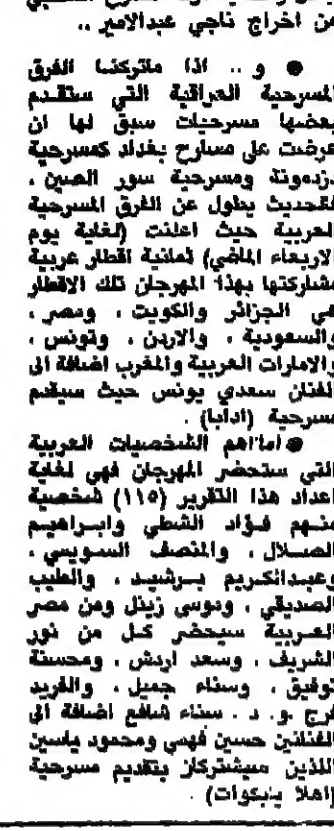 من اخراج ناجي عبدالامير ..
● و .. اذا ماتركنا الفرق
المسرحية العراقية التي ستقدم
بعضها مسرحيات سبق لها ان
عرضت على مسارح بغداد كمسرحية
دزدمونة ومسرحية سور الصين .
فالحديث يطول عن الفرق المسرحية
العربية حيث اعلنت (لغاية يوم
الاربعاء الماضي) ثمانية اقطار عربية
مشاركتها بهذا المهرجان تلك الاقطار
هي الجزائر والكويت ، ومصر ،
والسعودية ، والاردن ، وتونس ،
والامارات العربية والمغرب اضافة الى
الفنان سعدي يونس حيث سيقدم
مسرحية (ادابا) .
● اما اهم الشخصيات العربية
التي ستحضر المهرجان فهي لغاية
اعداد هذا التقرير (١١٥) شخصية
منهم فؤاد الشطي وابراهيم
الصلال ، والمنصف السويسي ،
وعبدالكريم برشيد ، والطيب
الصديقي ، وموسى زينل ومن مصر
العربية سيحضر كل من نور
الشريف ، وسعد اردش ، ومحسنة
توفيق ، وسناء جميل ، والفريد
فرج .و. د . سناء شافع اضافة الى
الفنانين حسين فهمي ومحمود ياسين
اللذين سيشتركان بتقديم مسرحية
(اهلا يابكوات) .